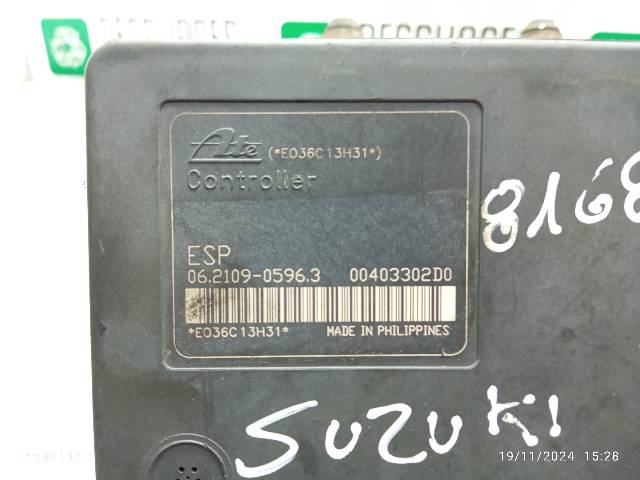 Ate (*E036C13H31*)
Controller
8168
ESP
06.2109-0596.3 00403302D0
*E036C13H31* MADE IN PHILIPPINES
SUZUKI
19/11/2024 15:28